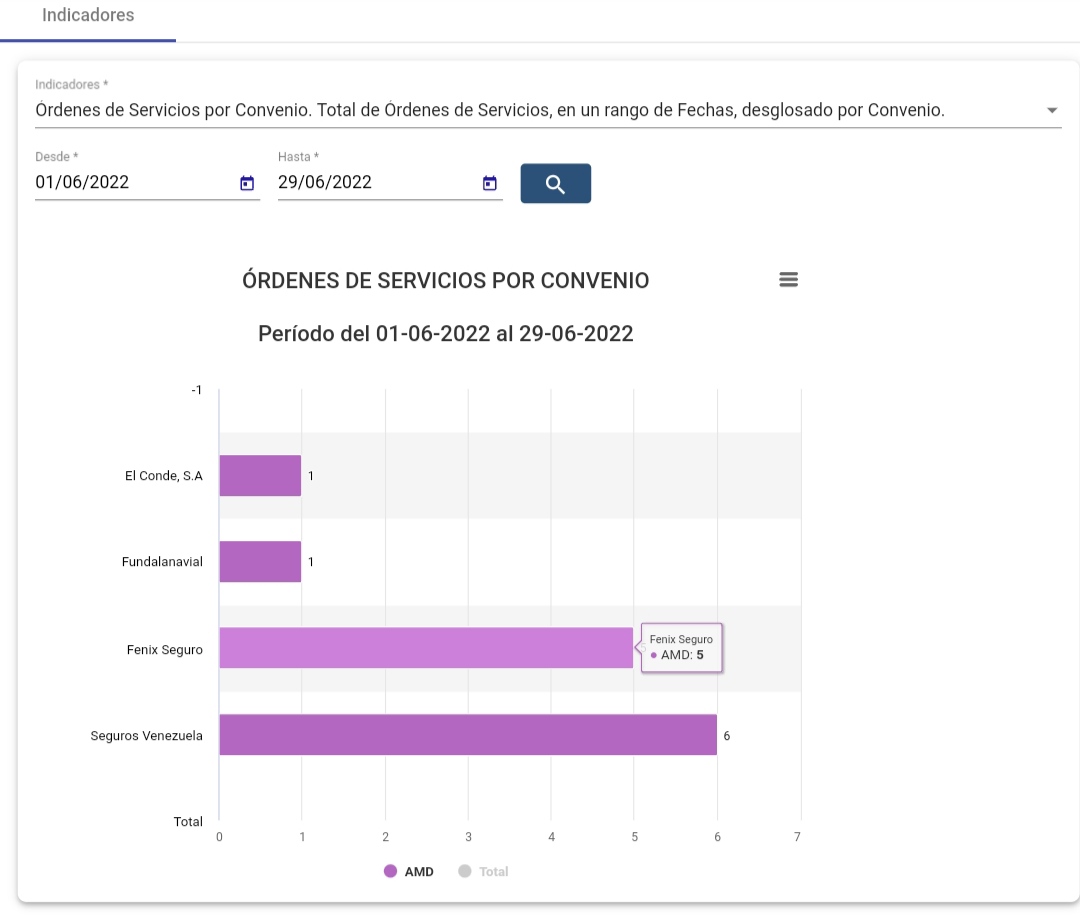 Indicadores
Indicadores *
Órdenes de Servicios por Convenio. Total de Órdenes de Servicios, en un rango de Fechas, desglosado por Convenio.
Desde *
Hasta *
01/06/2022
29/06/2022
ÓRDENES DE SERVICIOS POR CONVENIO
Período del 01-06-2022 al 29-06-2022
-1
El Conde, S.A
1
Fundalanavial
1
Fenix Seguro
Fenix Seguro
AMD: 5
Seguros Venezuela
6
Total
0 1 2 3 4 5 6 7
AMD Total